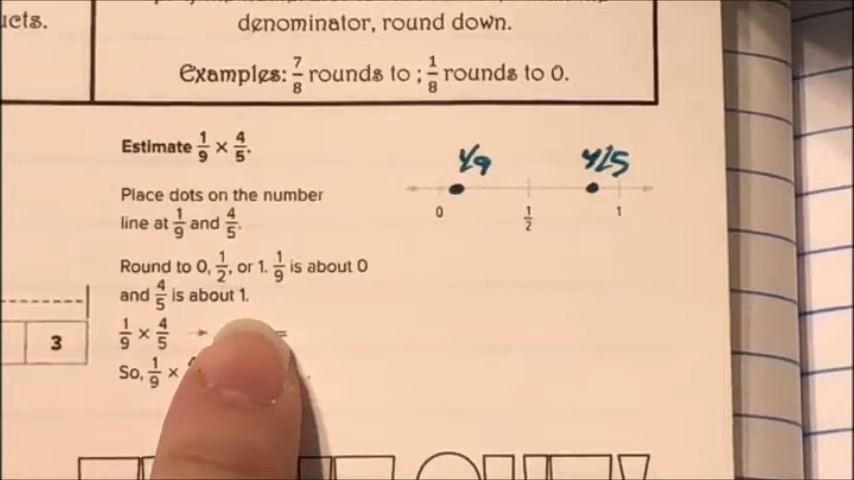 ucts.
denominator, round down.
Examples: 7/8 rounds to ; 1/8 rounds to 0.
Estimate 1/9 × 4/5.
1/9 4/5
Place dots on the number
line at 1/9 and 4/5.
0 1/2 1
Round to 0, 1/2, or 1. 1/9 is about 0
and 4/5 is about 1.
1/9 × 4/5 → =
3
So, 1/9 ×